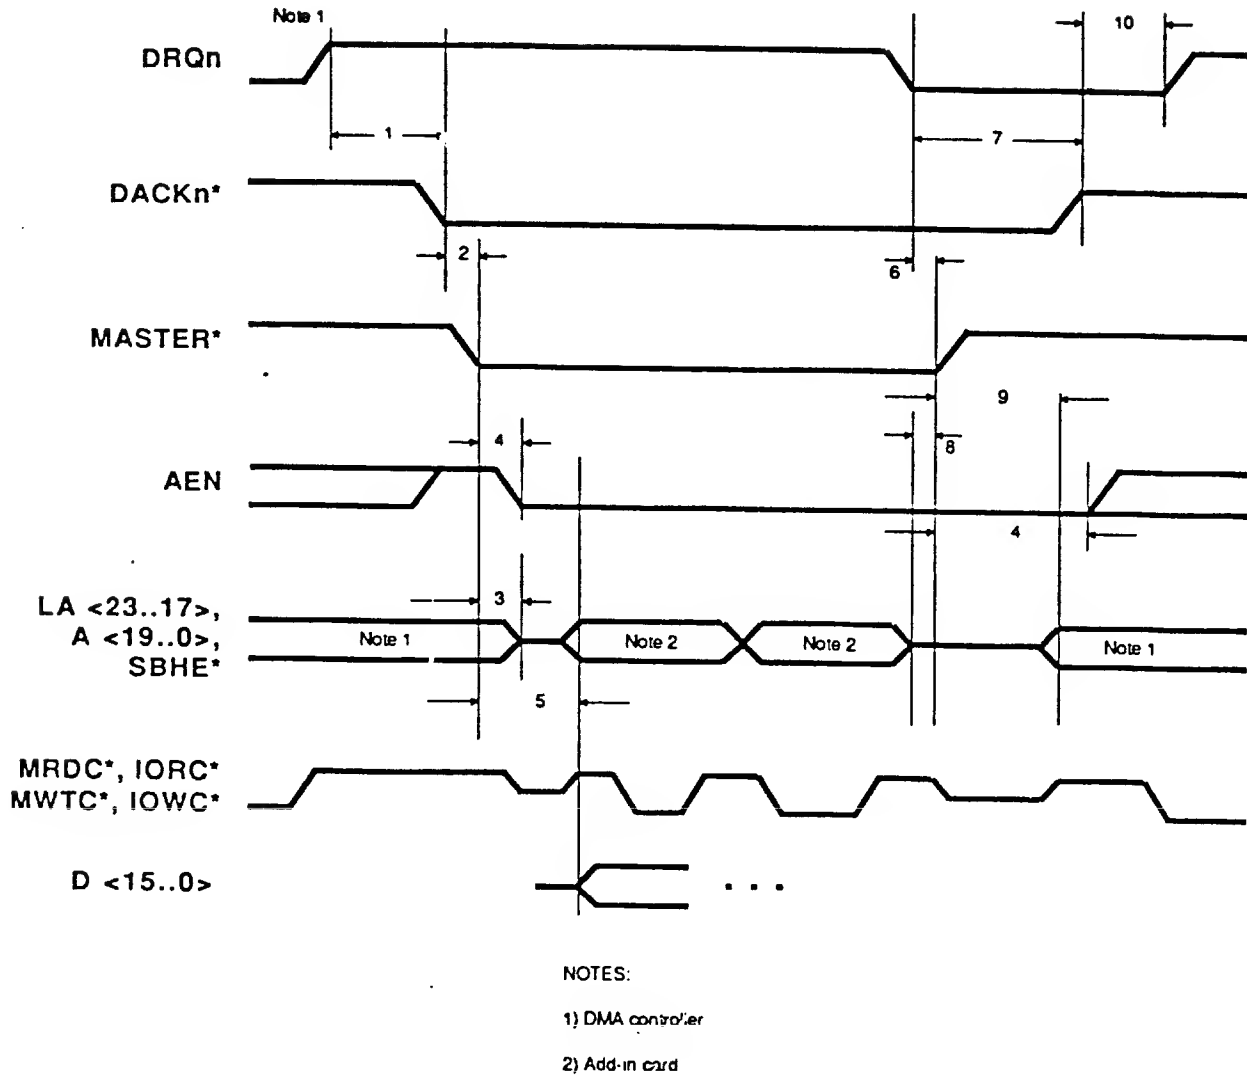 Note 1
10
DRQn
1
7
DACKn*
2
6
MASTER*
9
4
8
AEN
4
LA <23..17>,
3
A <19..0>,
Note 1
Note 2
Note 2
Note 1
SBHE*
5
MRDC*, IORC*
MWTC*, IOWC*
D <15..0>
. . .
NOTES:
1) DMA controller
2) Add-in card